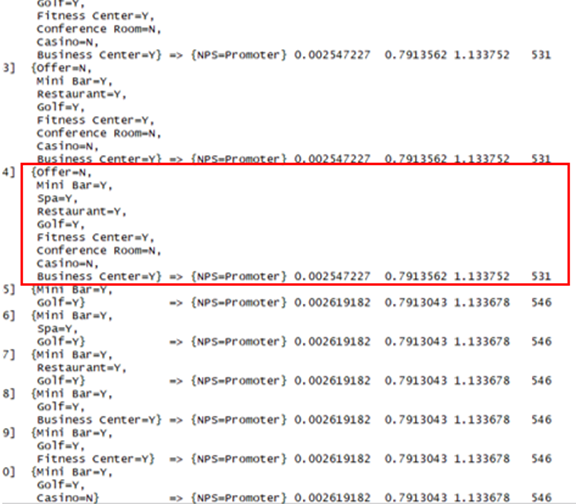 Golf=Y,
Fitness Center=Y,
Conference Room=N,
Casino=N,
Business Center=Y} => {NPS=Promoter} 0.002547227 0.7913562 1.133752 531
3] {Offer=N,
Mini Bar=Y,
Restaurant=Y,
Golf=Y,
Fitness Center=Y,
Conference Room=N,
Casino=N,
Business Center=Y} => {NPS=Promoter} 0.002547227 0.7913562 1.133752 531
4] {Offer=N,
Mini Bar=Y,
Spa=Y,
Restaurant=Y,
Golf=Y,
Fitness Center=Y,
Conference Room=N,
Casino=N,
Business Center=Y} => {NPS=Promoter} 0.002547227 0.7913562 1.133752 531
5] {Mini Bar=Y,
Golf=Y} => {NPS=Promoter} 0.002619182 0.7913043 1.133678 546
6] {Mini Bar=Y,
Spa=Y,
Golf=Y} => {NPS=Promoter} 0.002619182 0.7913043 1.133678 546
7] {Mini Bar=Y,
Restaurant=Y,
Golf=Y} => {NPS=Promoter} 0.002619182 0.7913043 1.133678 546
8] {Mini Bar=Y,
Golf=Y,
Business Center=Y} => {NPS=Promoter} 0.002619182 0.7913043 1.133678 546
9] {Mini Bar=Y,
Golf=Y,
Fitness Center=Y} => {NPS=Promoter} 0.002619182 0.7913043 1.133678 546
0] {Mini Bar=Y,
Golf=Y,
Casino=N} => {NPS=Promoter} 0.002619182 0.7913043 1.133678 546